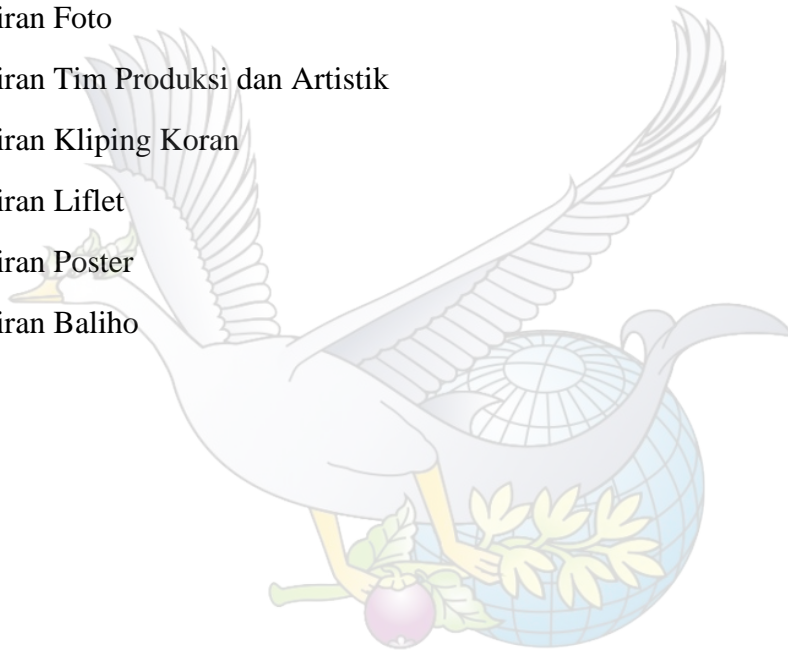 iran Foto
iran Tim Produksi dan Artistik
iran Kliping Koran
iran Liflet
iran Poster
iran Baliho